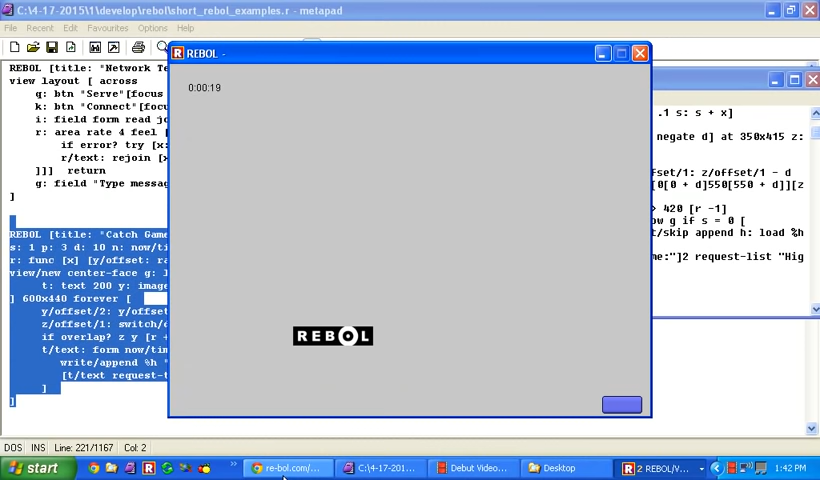 C:\4-17-2015\1\develop\rebol\short_rebol_examples.r - metapad
File Recent Edit Favourites Options Help
REBOL -
0:00:19
REBOL
REBOL [title: "Network Te
view layout [ across
q: btn "Serve"[focus
k: btn "Connect"[focus
i: field form read jo
r: area rate 4 feel [
if error? try [x:
r/text: rejoin [x
]]] return
g: field "Type messag
]
REBOL [title: "Catch Game
s: 1 p: 3 d: 10 n: now/ti
r: func [x] [y/offset: ra
view/new center-face g: l
t: text 200 y: image
] 600x440 forever [
y/offset/2: y/offse
z/offset/1: switch/d
if overlap? z y [r +
t/text: form now/tim
write/append %h "
[t/text request-t
]
]
.1 s: s + x]
negate d] at 350x415 z:
fset/1: z/offset/1 - d
[0[0 + d]550[550 + d]][z
> 420 [r -1]
ow g if s = 0 [
t/skip append h: load %h
me:"]2 request-list "Hig
DOS INS Line: 221/1167 Col: 2
start re-bol.com/... C:\4-17-201... Debut Video... Desktop 2 REBOL/V... 1:42 PM